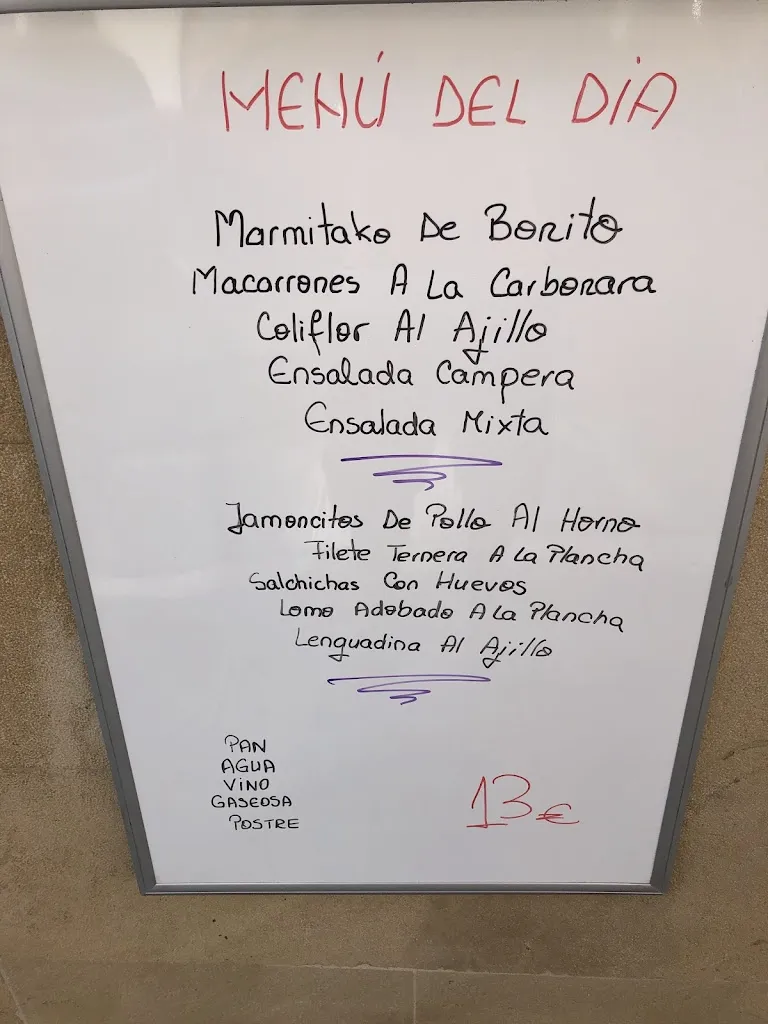 MENÚ DEL DÍA
Marmitako De Bonito
Macarrones A La Carbonara
Coliflor Al Ajillo
Ensalada Campera
Ensalada Mixta
Jamoncitos De Pollo Al Horno
Filete Ternera A La Plancha
Salchichas Con Huevos
Lomo Adobado A La Plancha
Lenguadina Al Ajillo
PAN
AGUA
VINO
GASEOSA
POSTRE
13€